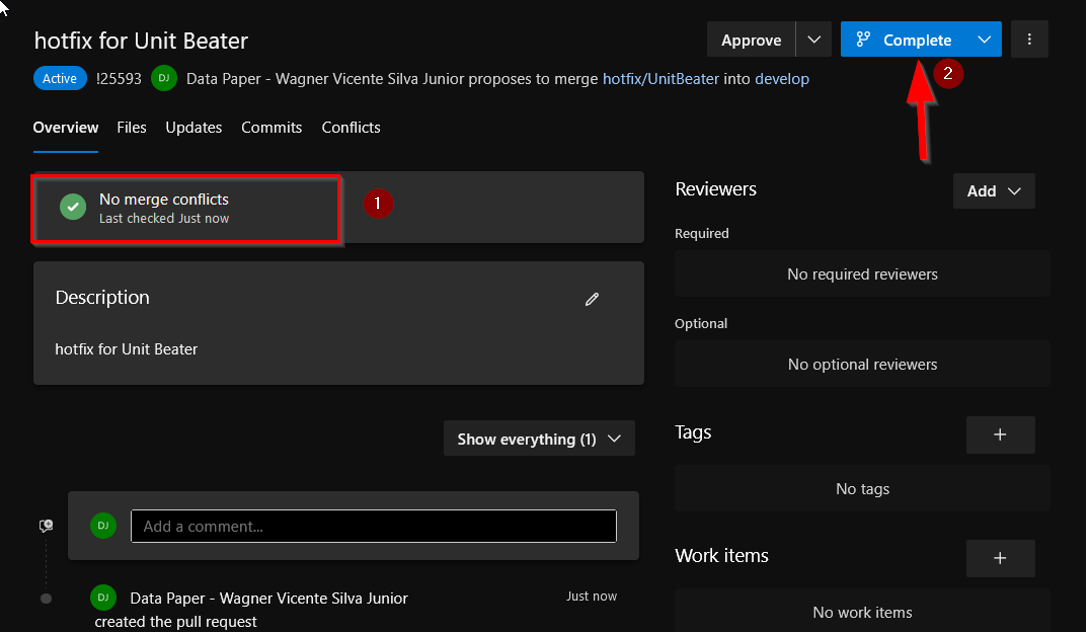 hotfix for Unit Beater
Approve
Complete
2
Active !25593 DJ Data Paper - Wagner Vicente Silva Junior proposes to merge hotfix/UnitBeater into develop
Overview Files Updates Commits Conflicts
No merge conflicts
Last checked Just now
1
Description
hotfix for Unit Beater
Show everything (1)
DJ Add a comment...
DJ Data Paper - Wagner Vicente Silva Junior Just now
created the pull request
Reviewers
Add
Required
No required reviewers
Optional
No optional reviewers
Tags
+
No tags
Work items
+
No work items